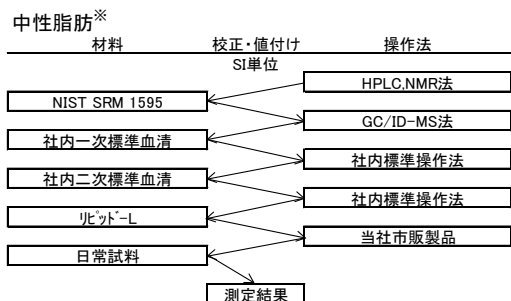 中性脂肪※
材料 校正・値付け 操作法
SI単位
HPLC,NMR法
NIST SRM 1595
GC/ID-MS法
社内一次標準血清
社内標準操作法
社内二次標準血清
社内標準操作法
ﾘﾋﾟｯﾄﾞ-L
当社市販製品
日常試料
測定結果